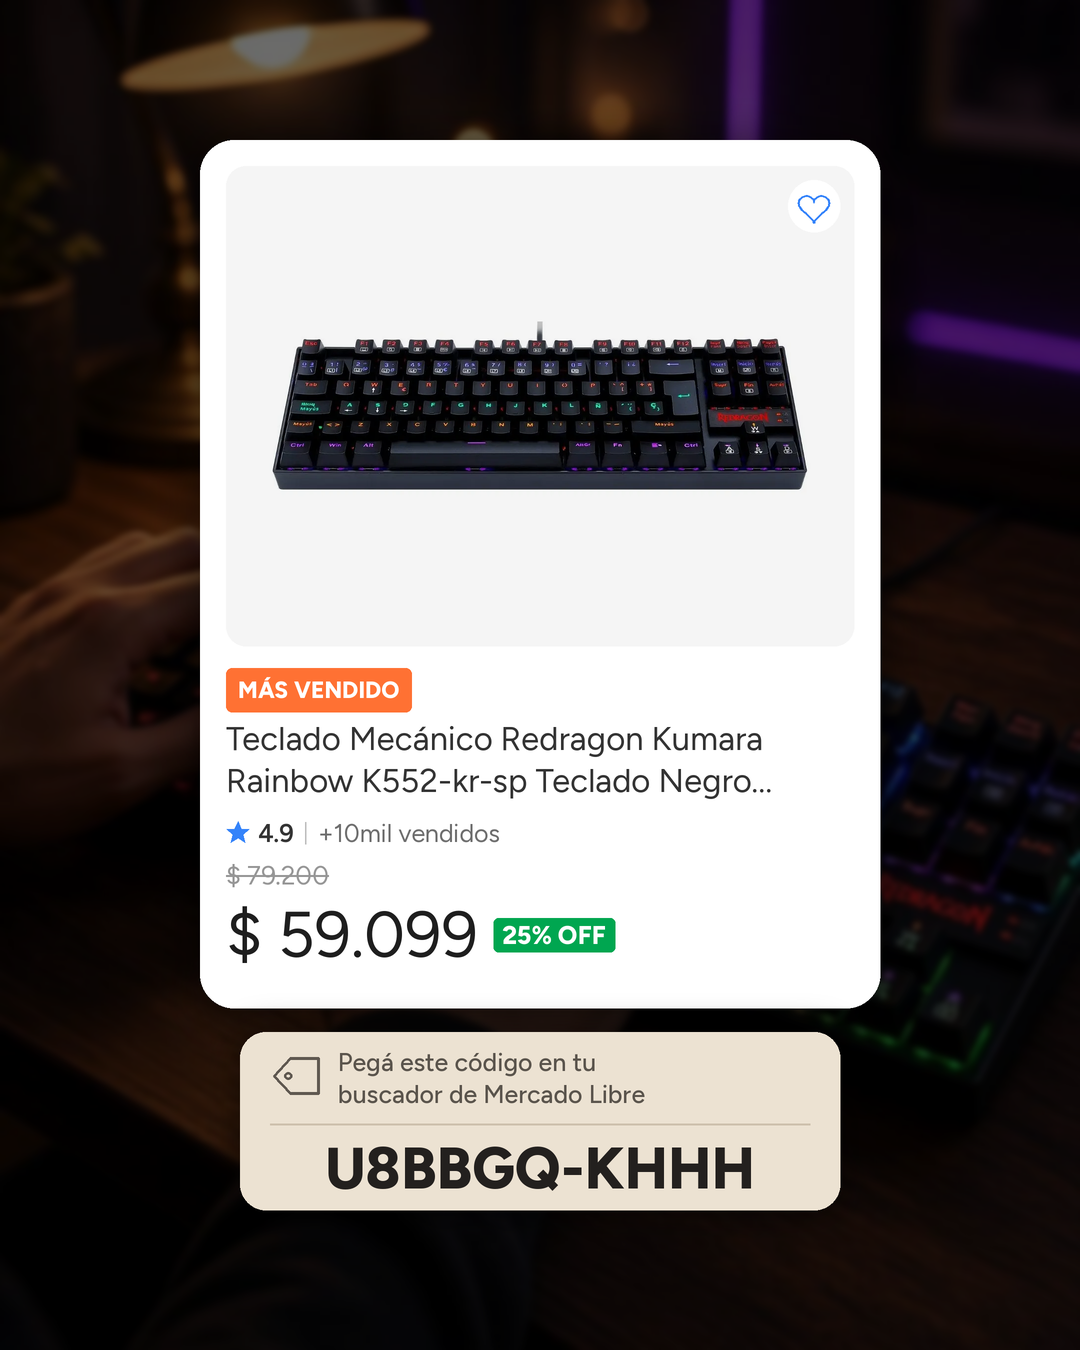 MÁS VENDIDO
Teclado Mecánico Redragon Kumara
Rainbow K552-kr-sp Teclado Negro...
4.9 | +10mil vendidos
$ 79.200
$ 59.099 25% OFF
Pegá este código en tu
buscador de Mercado Libre
U8BBGQ-KHHH